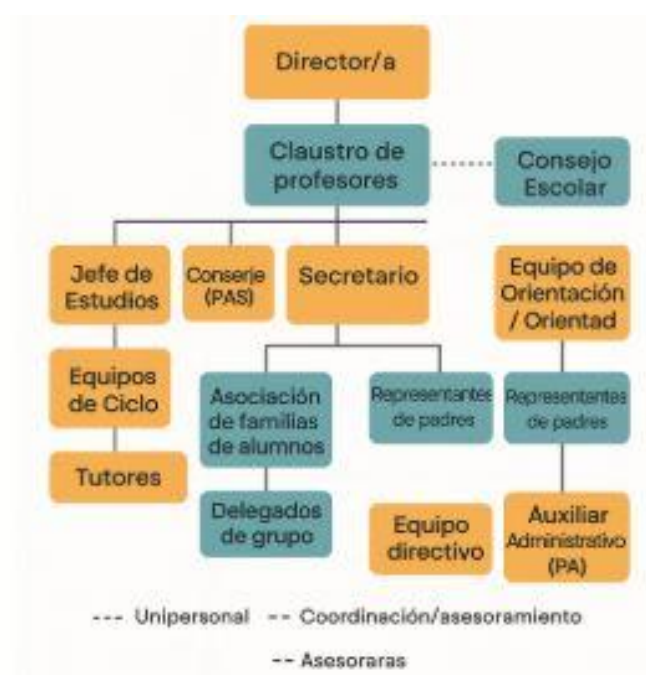 Director/a
Claustro de
profesores
Consejo
Escolar
Jefe de
Estudios
Conserje
(PAS)
Secretario
Equipo de
Orientación
/ Orientad
Equipos
de Ciclo
Tutores
Asociación
de familias
de alumnos
Representantes
de padres
Representantes
de padres
Delegados
de grupo
Equipo
directivo
Auxiliar
Administrativo
(PA)
--- Unipersonal -- Coordinación/asesoramiento
-- Asesoraras